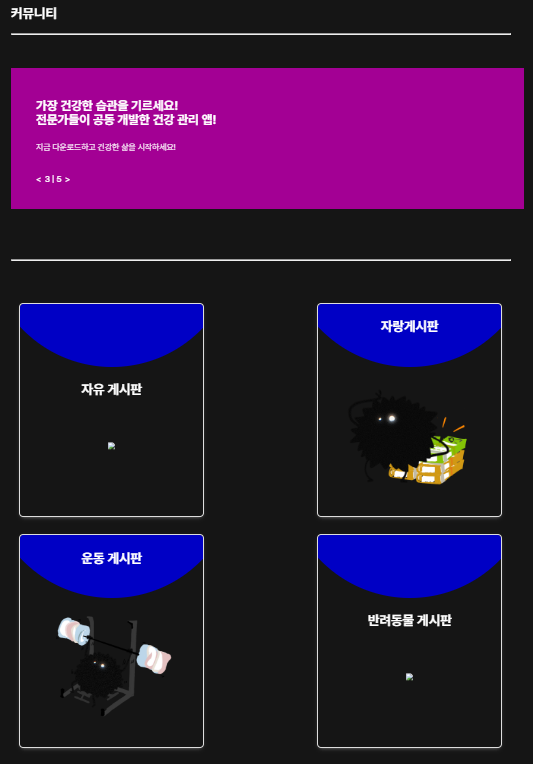 커뮤니티
가장 건강한 습관을 기르세요!
전문가들이 공동 개발한 건강 관리 앱!
지금 다운로드하고 건강한 삶을 시작하세요!
< 3 | 5 >
자유 게시판
자랑게시판
운동 게시판
반려동물 게시판